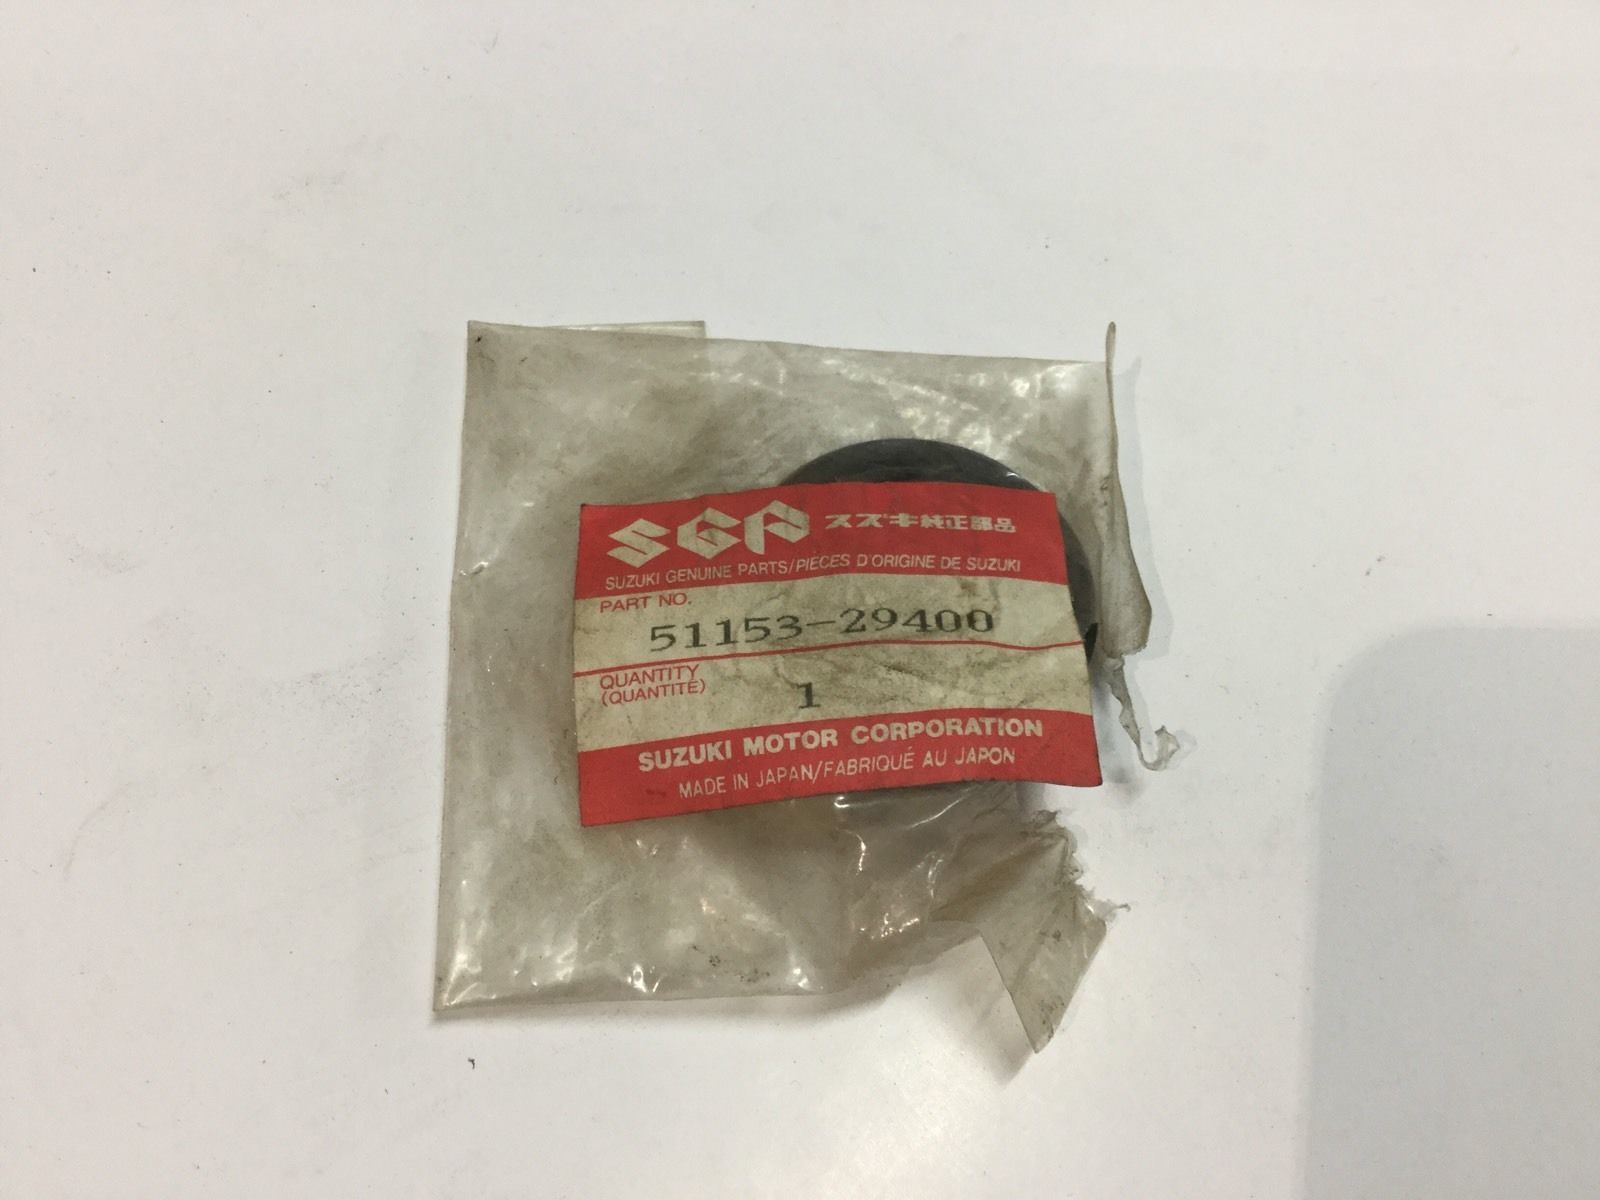 SGP スズキ純正部品
SUZUKI GENUINE PARTS/PIÈCES D'ORIGINE DE SUZUKI
PART NO.
51153-29400
QUANTITY
(QUANTITÉ)
1
SUZUKI MOTOR CORPORATION
MADE IN JAPAN/FABRIQUÉ AU JAPON